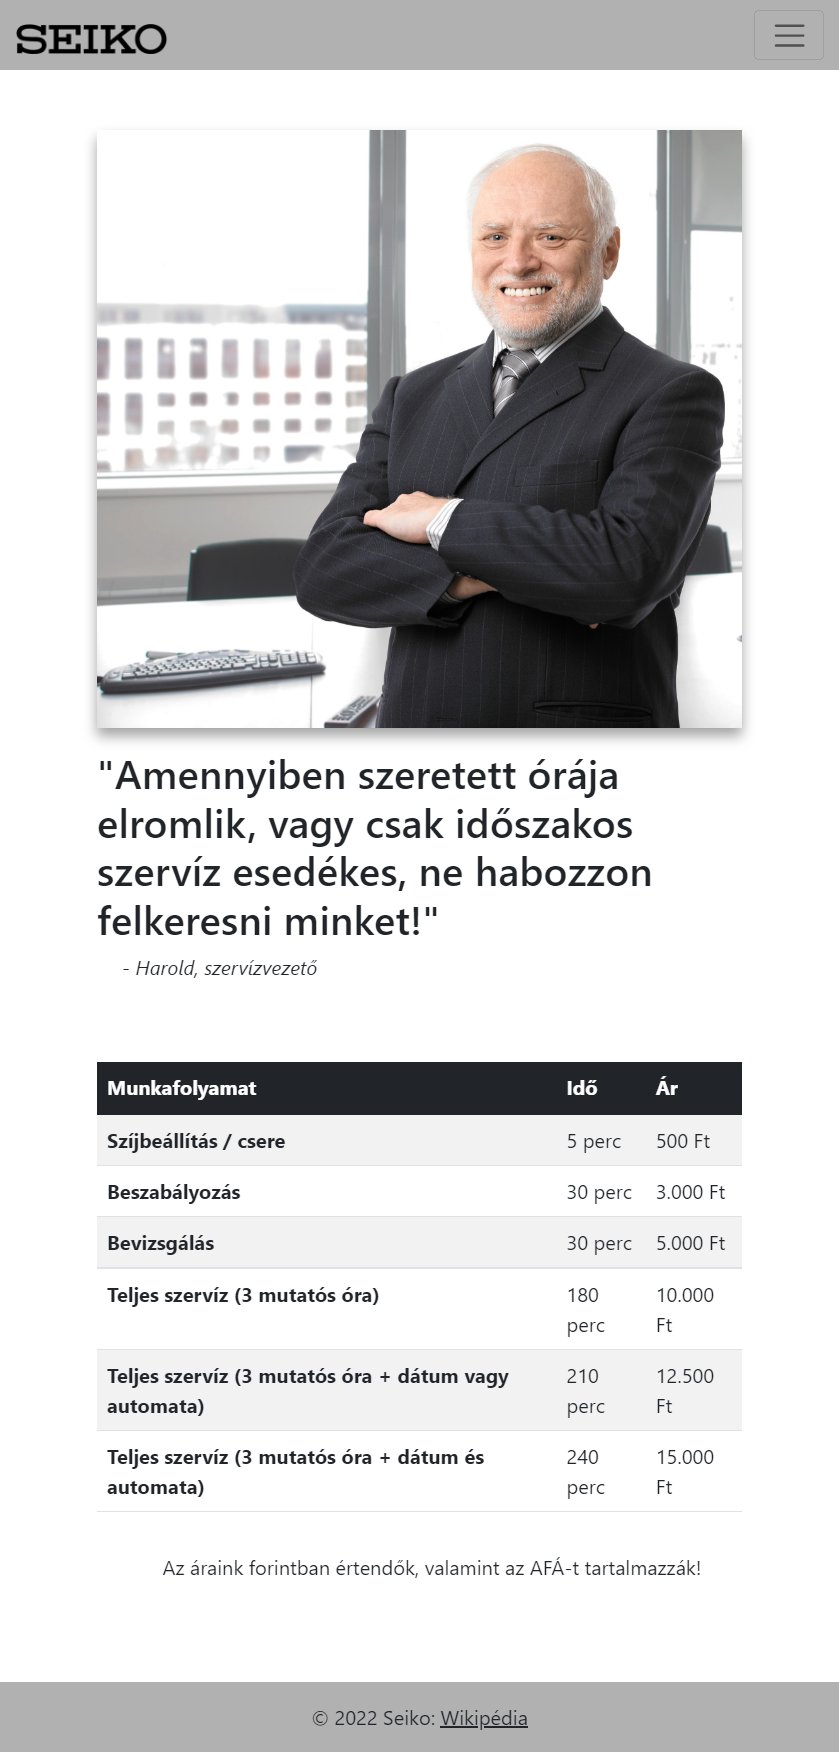 SEIKO
"Amennyiben szeretett órája
elromlik, vagy csak időszakos
szervíz esedékes, ne habozzon
felkeresni minket!"
- Harold, szervízvezető
Munkafolyamat Idő Ár
Szíjbeállítás / csere 5 perc 500 Ft
Beszabályozás 30 perc 3.000 Ft
Bevizsgálás 30 perc 5.000 Ft
Teljes szervíz (3 mutatós óra) 180 10.000
perc Ft
Teljes szervíz (3 mutatós óra + dátum vagy 210 12.500
automata) perc Ft
Teljes szervíz (3 mutatós óra + dátum és 240 15.000
automata) perc Ft
Az áraink forintban értendők, valamint az AFÁ-t tartalmazzák!
© 2022 Seiko: Wikipédia